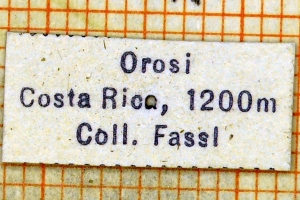 Orosi
Costa Rica, 1200m
Coll. Fassl